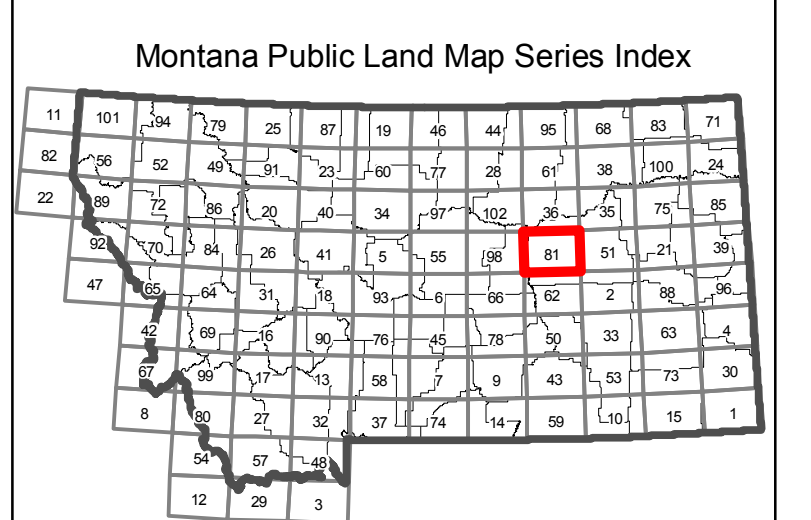 Montana Public Land Map Series Index
11 101 94 79 25 87 19 46 44 95 68 83 71
82 56 52 49 91 23 60 77 28 61 38 100 24
22 89 72 86 20 40 34 97 102 36 35 75 85
92 70 84 26 41 5 55 98 81 51 21 39
47 65 64 31 18 93 6 66 62 2 88 96
42 69 16 90 76 45 78 50 33 63 4
67 99 17 13 58 7 9 43 53 73 30
8 80 27 32 37 74 14 59 10 15 1
54 57 48
12 29 3